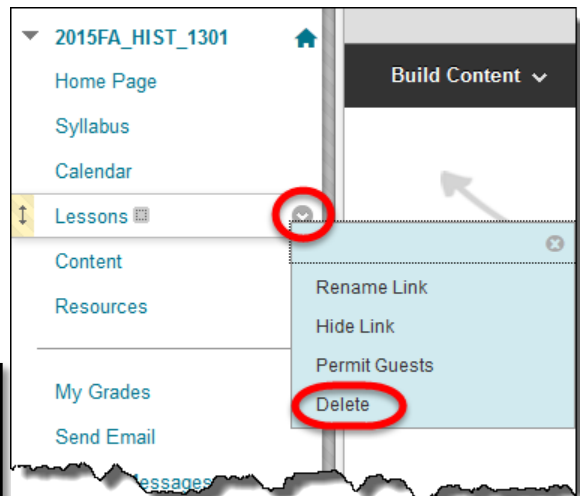 2015FA_HIST_1301
Build Content
Home Page
Syllabus
Calendar
Lessons
Content
Resources
Rename Link
Hide Link
Permit Guests
Delete
My Grades
Send Email
Messages